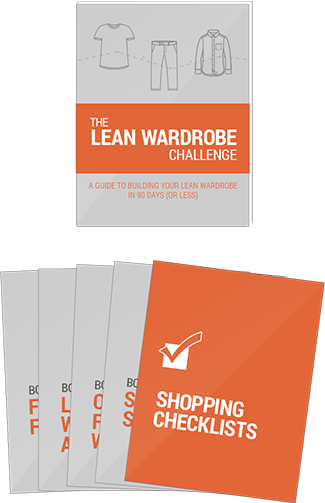 THE
LEAN WARDROBE
CHALLENGE
A GUIDE TO BUILDING YOUR LEAN WARDROBE
IN 90 DAYS (OR LESS)
SHOPPING
CHECKLISTS